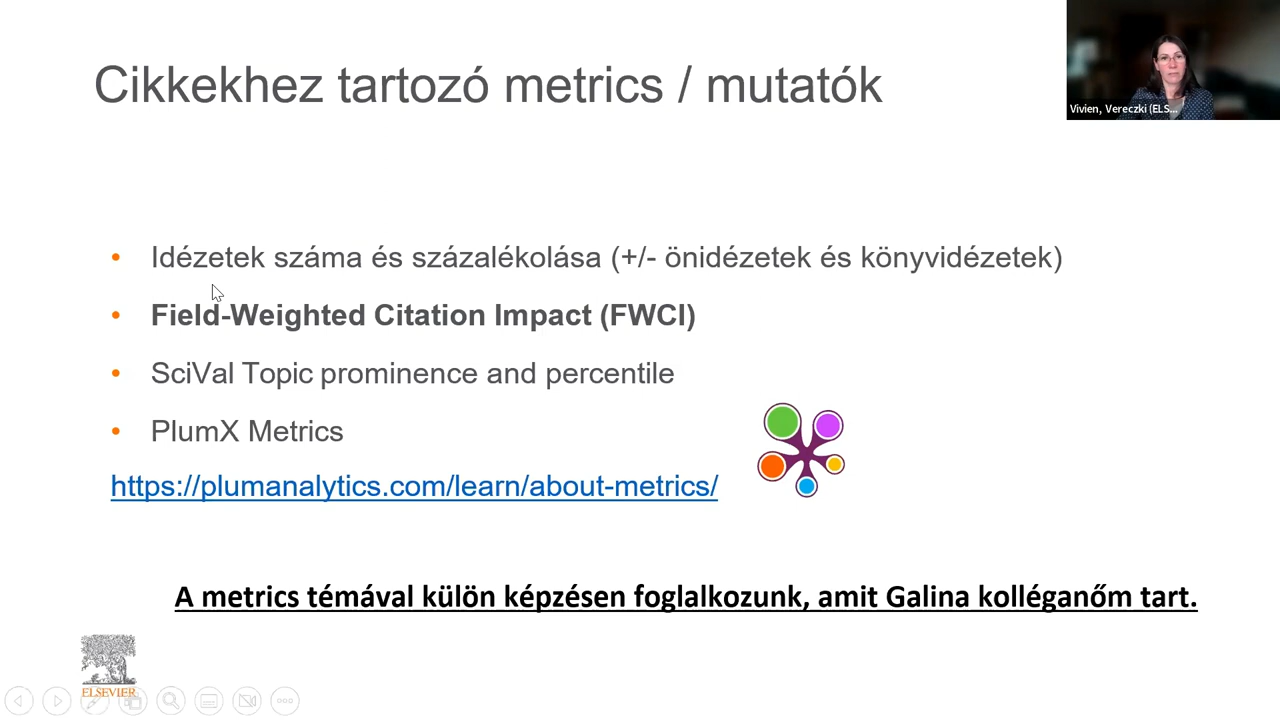 Cikkekhez tartozó metrics / mutatók
Vivien, Vereczki (ELS...
• Idézetek száma és százalékolása (+/- önidézetek és könyvidézetek)
• Field-Weighted Citation Impact (FWCI)
• SciVal Topic prominence and percentile
• PlumX Metrics
https://plumanalytics.com/learn/about-metrics/
A metrics témával külön képzésen foglalkozunk, amit Galina kolléganőm tart.
ELSEVIER